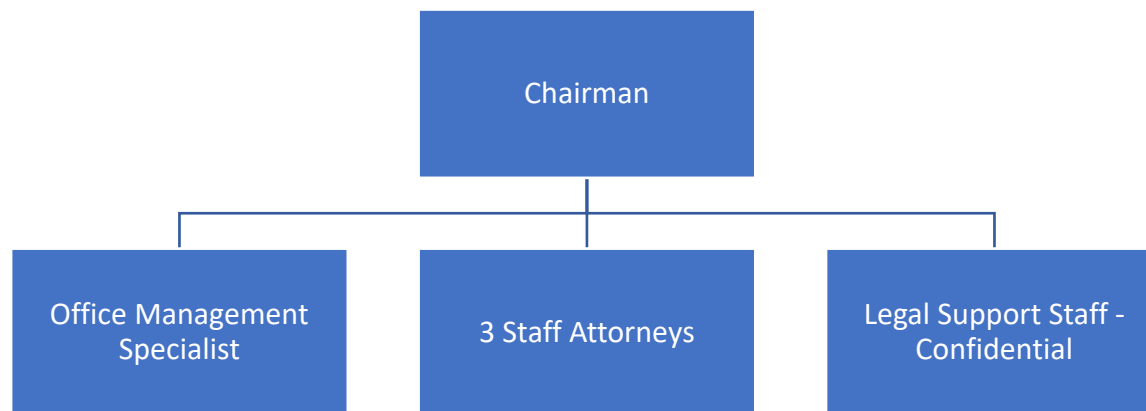 Chairman
Office Management
Specialist
3 Staff Attorneys
Legal Support Staff -
Confidential